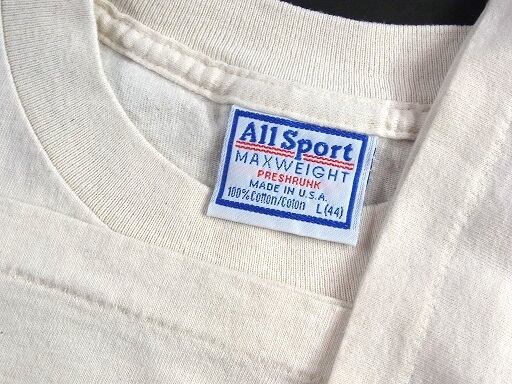 All Sport
MAXWEIGHT
PRESHRUNK
MADE IN U.S.A.
100% Cotton/Coton L (44)